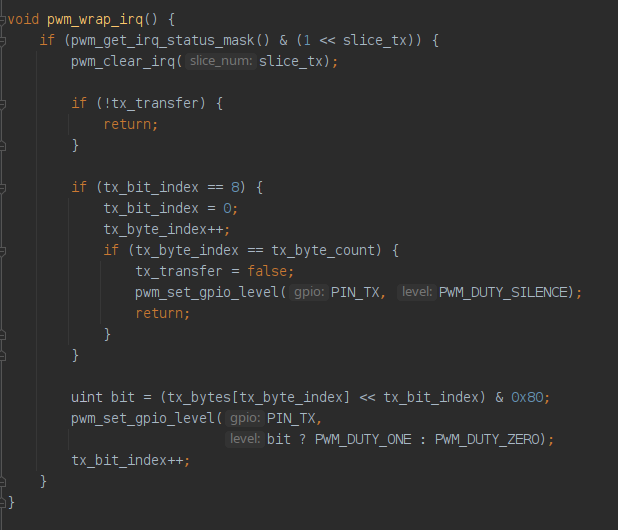 void pwm_wrap_irq() {
    if (pwm_get_irq_status_mask() & (1 << slice_tx)) {
        pwm_clear_irq( slice_num: slice_tx);

        if (!tx_transfer) {
            return;
        }

        if (tx_bit_index == 8) {
            tx_bit_index = 0;
            tx_byte_index++;
            if (tx_byte_index == tx_byte_count) {
                tx_transfer = false;
                pwm_set_gpio_level( gpio: PIN_TX, level: PWM_DUTY_SILENCE);
                return;
            }
        }

        uint bit = (tx_bytes[tx_byte_index] << tx_bit_index) & 0x80;
        pwm_set_gpio_level( gpio: PIN_TX,
                           level: bit ? PWM_DUTY_ONE : PWM_DUTY_ZERO);
        tx_bit_index++;
    }
}